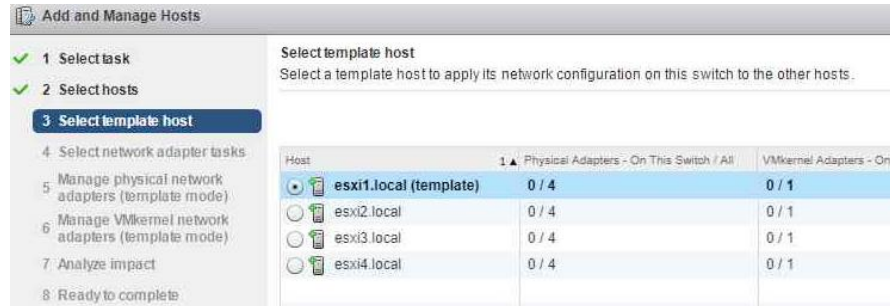 Add and Manage Hosts
1 Select task
2 Select hosts
3 Select template host
4 Select network adapter tasks
5 Manage physical network
adapters (template mode)
6 Manage VMkernel network
adapters (template mode)
7 Analyze impact
8 Ready to complete
Select template host
Select a template host to apply its network configuration on this switch to the other hosts.
Host 1 ▲ Physical Adapters - On This Switch / All VMkernel Adapters - On
esxi1.local (template) 0 / 4 0 / 1
esxi2.local 0 / 4 0 / 1
esxi3.local 0 / 4 0 / 1
esxi4.local 0 / 4 0 / 1